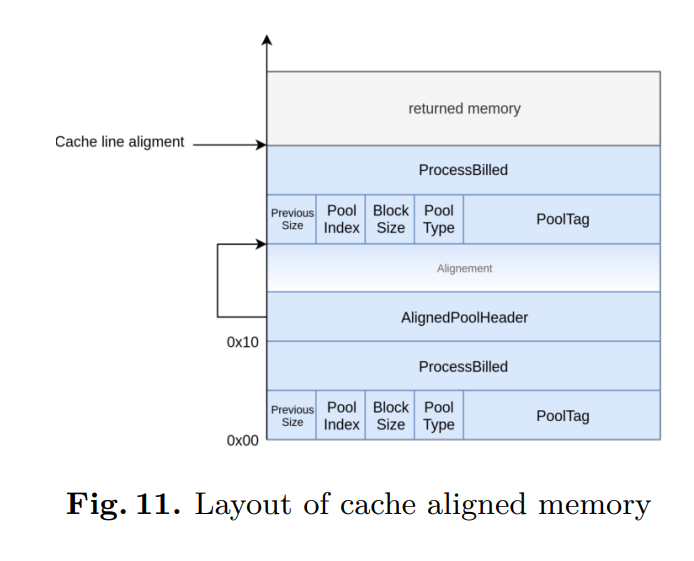 returned memory
Cache line aligment
ProcessBilled
Previous Size
Pool Index
Block Size
Pool Type
PoolTag
Alignement
AlignedPoolHeader
0x10
ProcessBilled
Previous Size
Pool Index
Block Size
Pool Type
PoolTag
0x00
Fig. 11. Layout of cache aligned memory